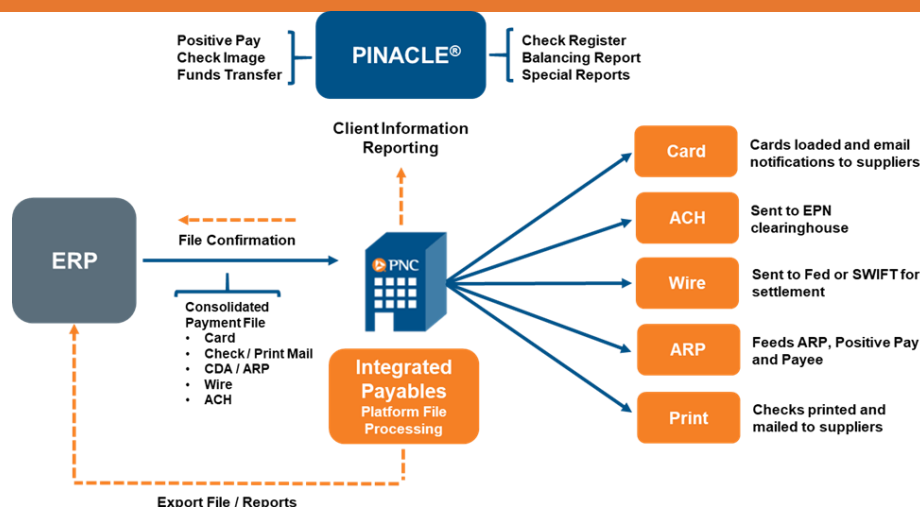 Positive Pay
Check Image
Funds Transfer
PINACLE®
Check Register
Balancing Report
Special Reports
Client Information
Reporting
File Confirmation
ERP
PNC
Consolidated
Payment File
• Card
• Check / Print Mail
• CDA / ARP
• Wire
• ACH
Integrated
Payables
Platform File
Processing
Export File / Reports
Card
Cards loaded and email
notifications to suppliers
ACH
Sent to EPN
clearinghouse
Wire
Sent to Fed or SWIFT for
settlement
ARP
Feeds ARP, Positive Pay
and Payee
Print
Checks printed and
mailed to suppliers